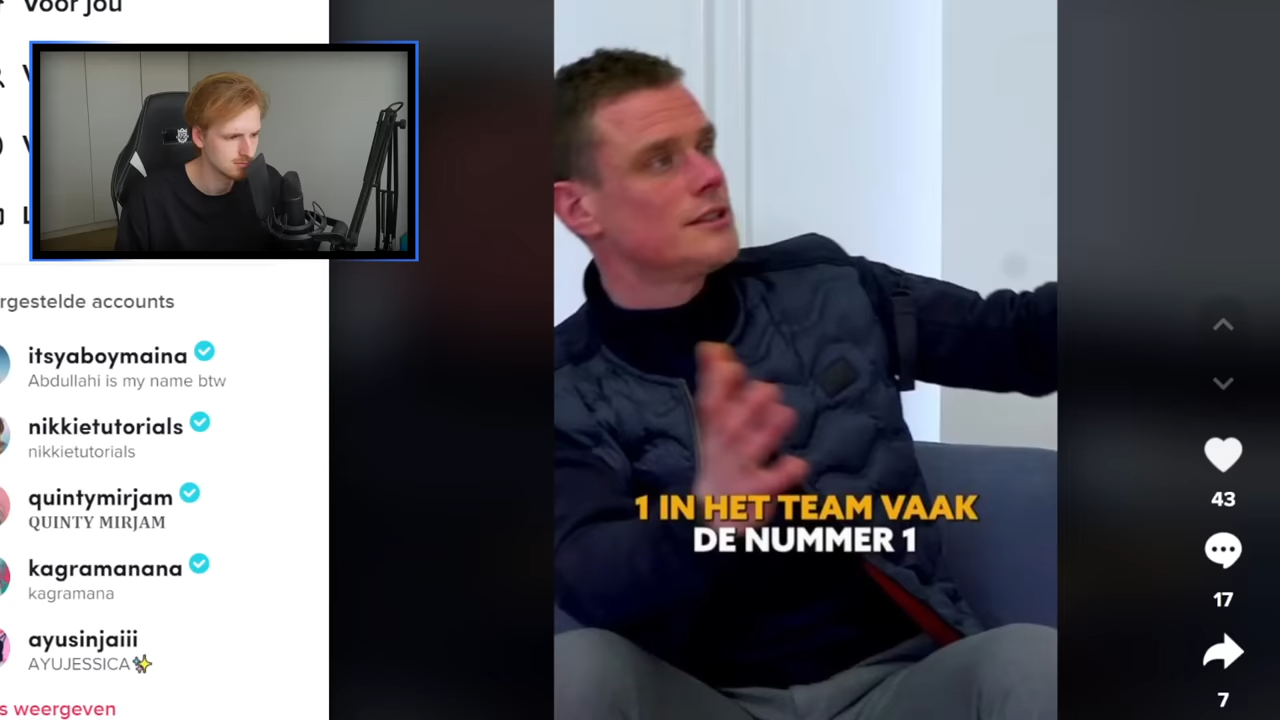 Voor jou
rgestelde accounts
itsyaboymaina
Abdullahi is my name btw
nikkietutorials
nikkietutorials
quintymirjam
QUINTY MIRJAM
kagramanana
kagramana
ayusinjaiii
AYUJESSICA✨
s weergeven
1 IN HET TEAM VAAK
DE NUMMER 1
43
17
7